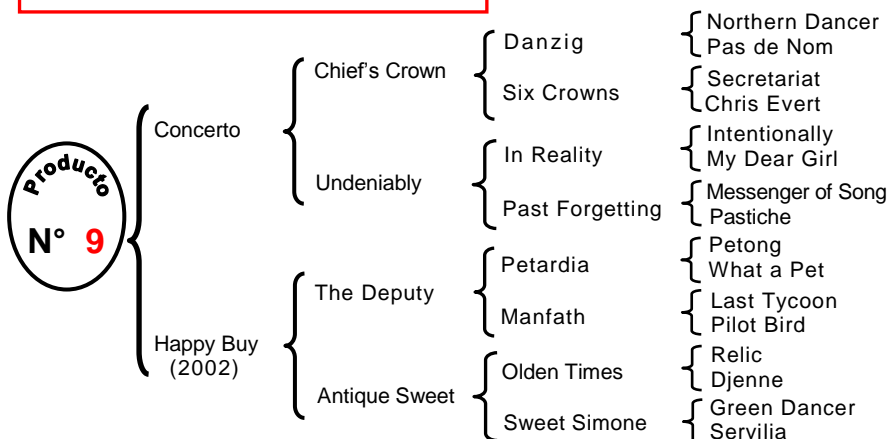 Producto
N° 9
Concerto
Happy Buy
(2002)
Chief's Crown
Undeniably
The Deputy
Antique Sweet
Danzig
Six Crowns
In Reality
Past Forgetting
Petardia
Manfath
Olden Times
Sweet Simone
Northern Dancer
Pas de Nom
Secretariat
Chris Evert
Intentionally
My Dear Girl
Messenger of Song
Pastiche
Petong
What a Pet
Last Tycoon
Pilot Bird
Relic
Djenne
Green Dancer
Servilia